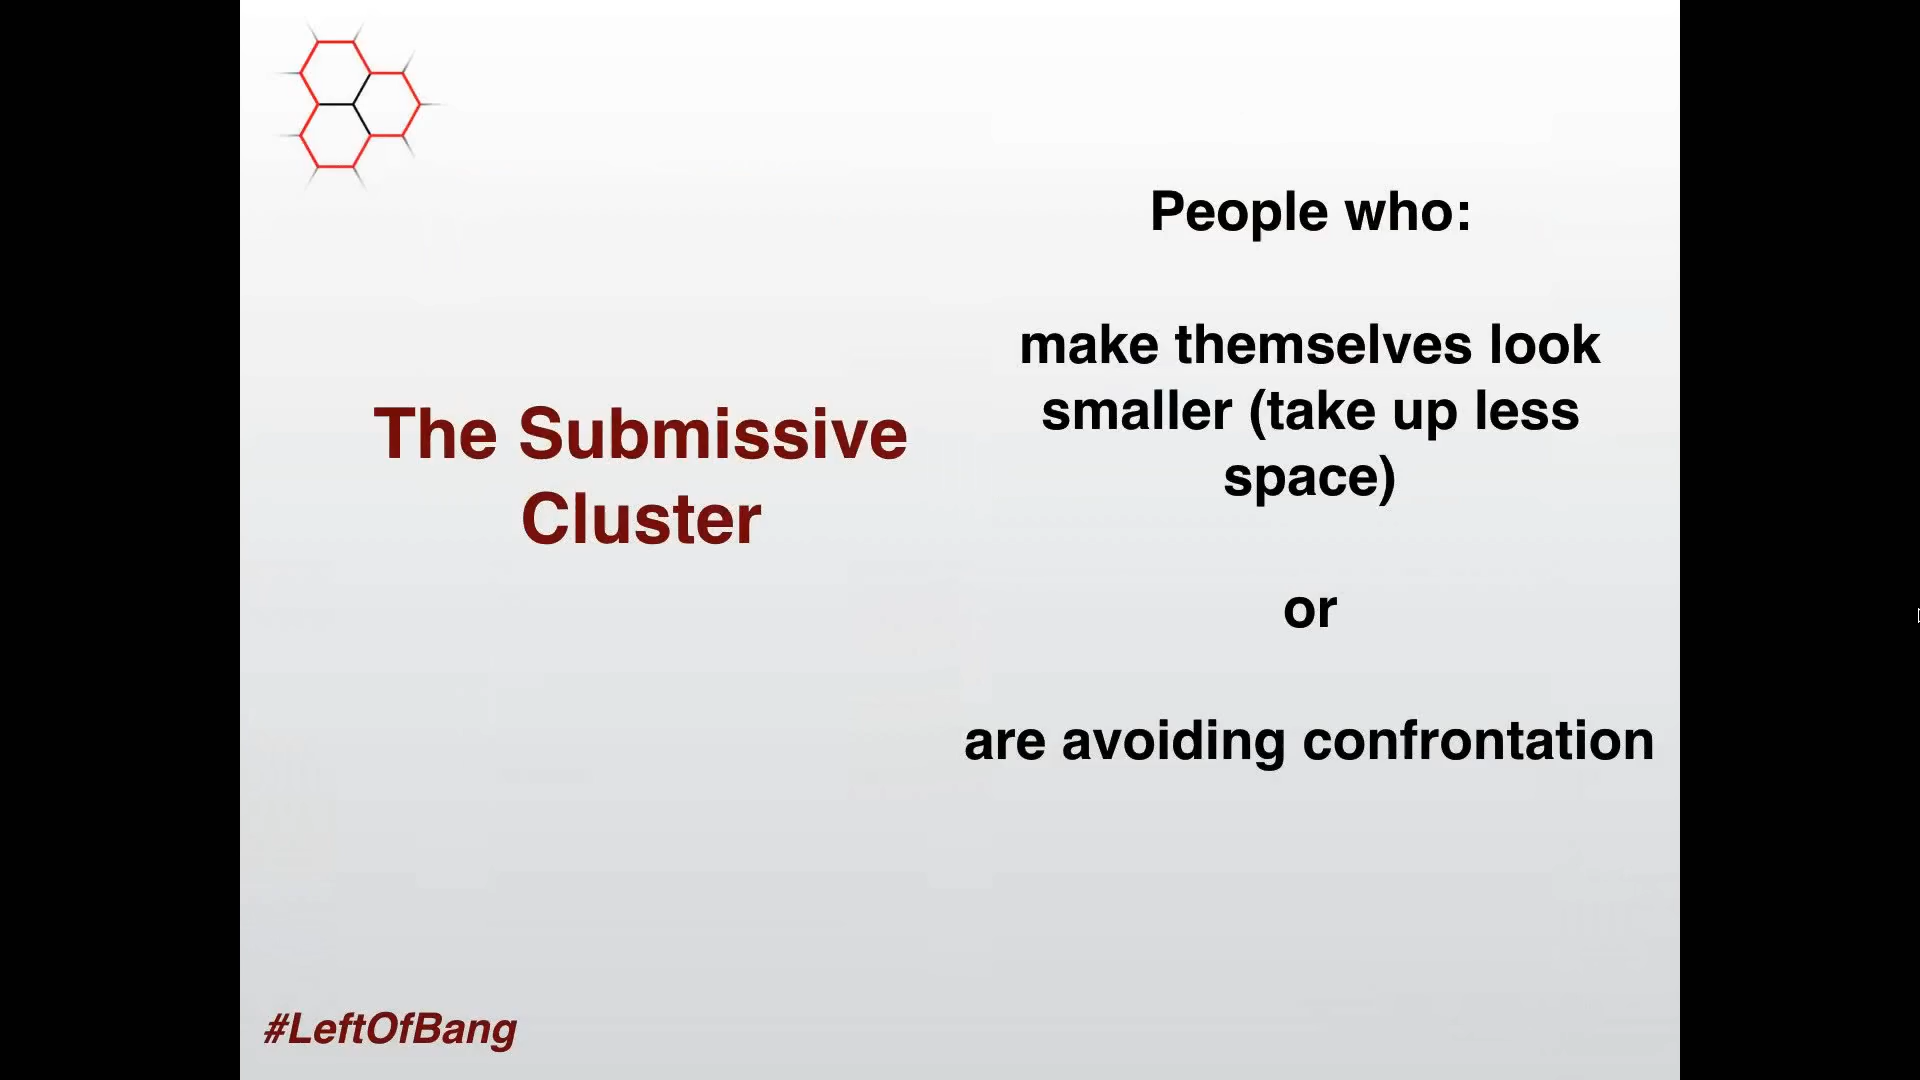 The Submissive
Cluster
People who:
make themselves look
smaller (take up less
space)
or
are avoiding confrontation
#LeftOfBang